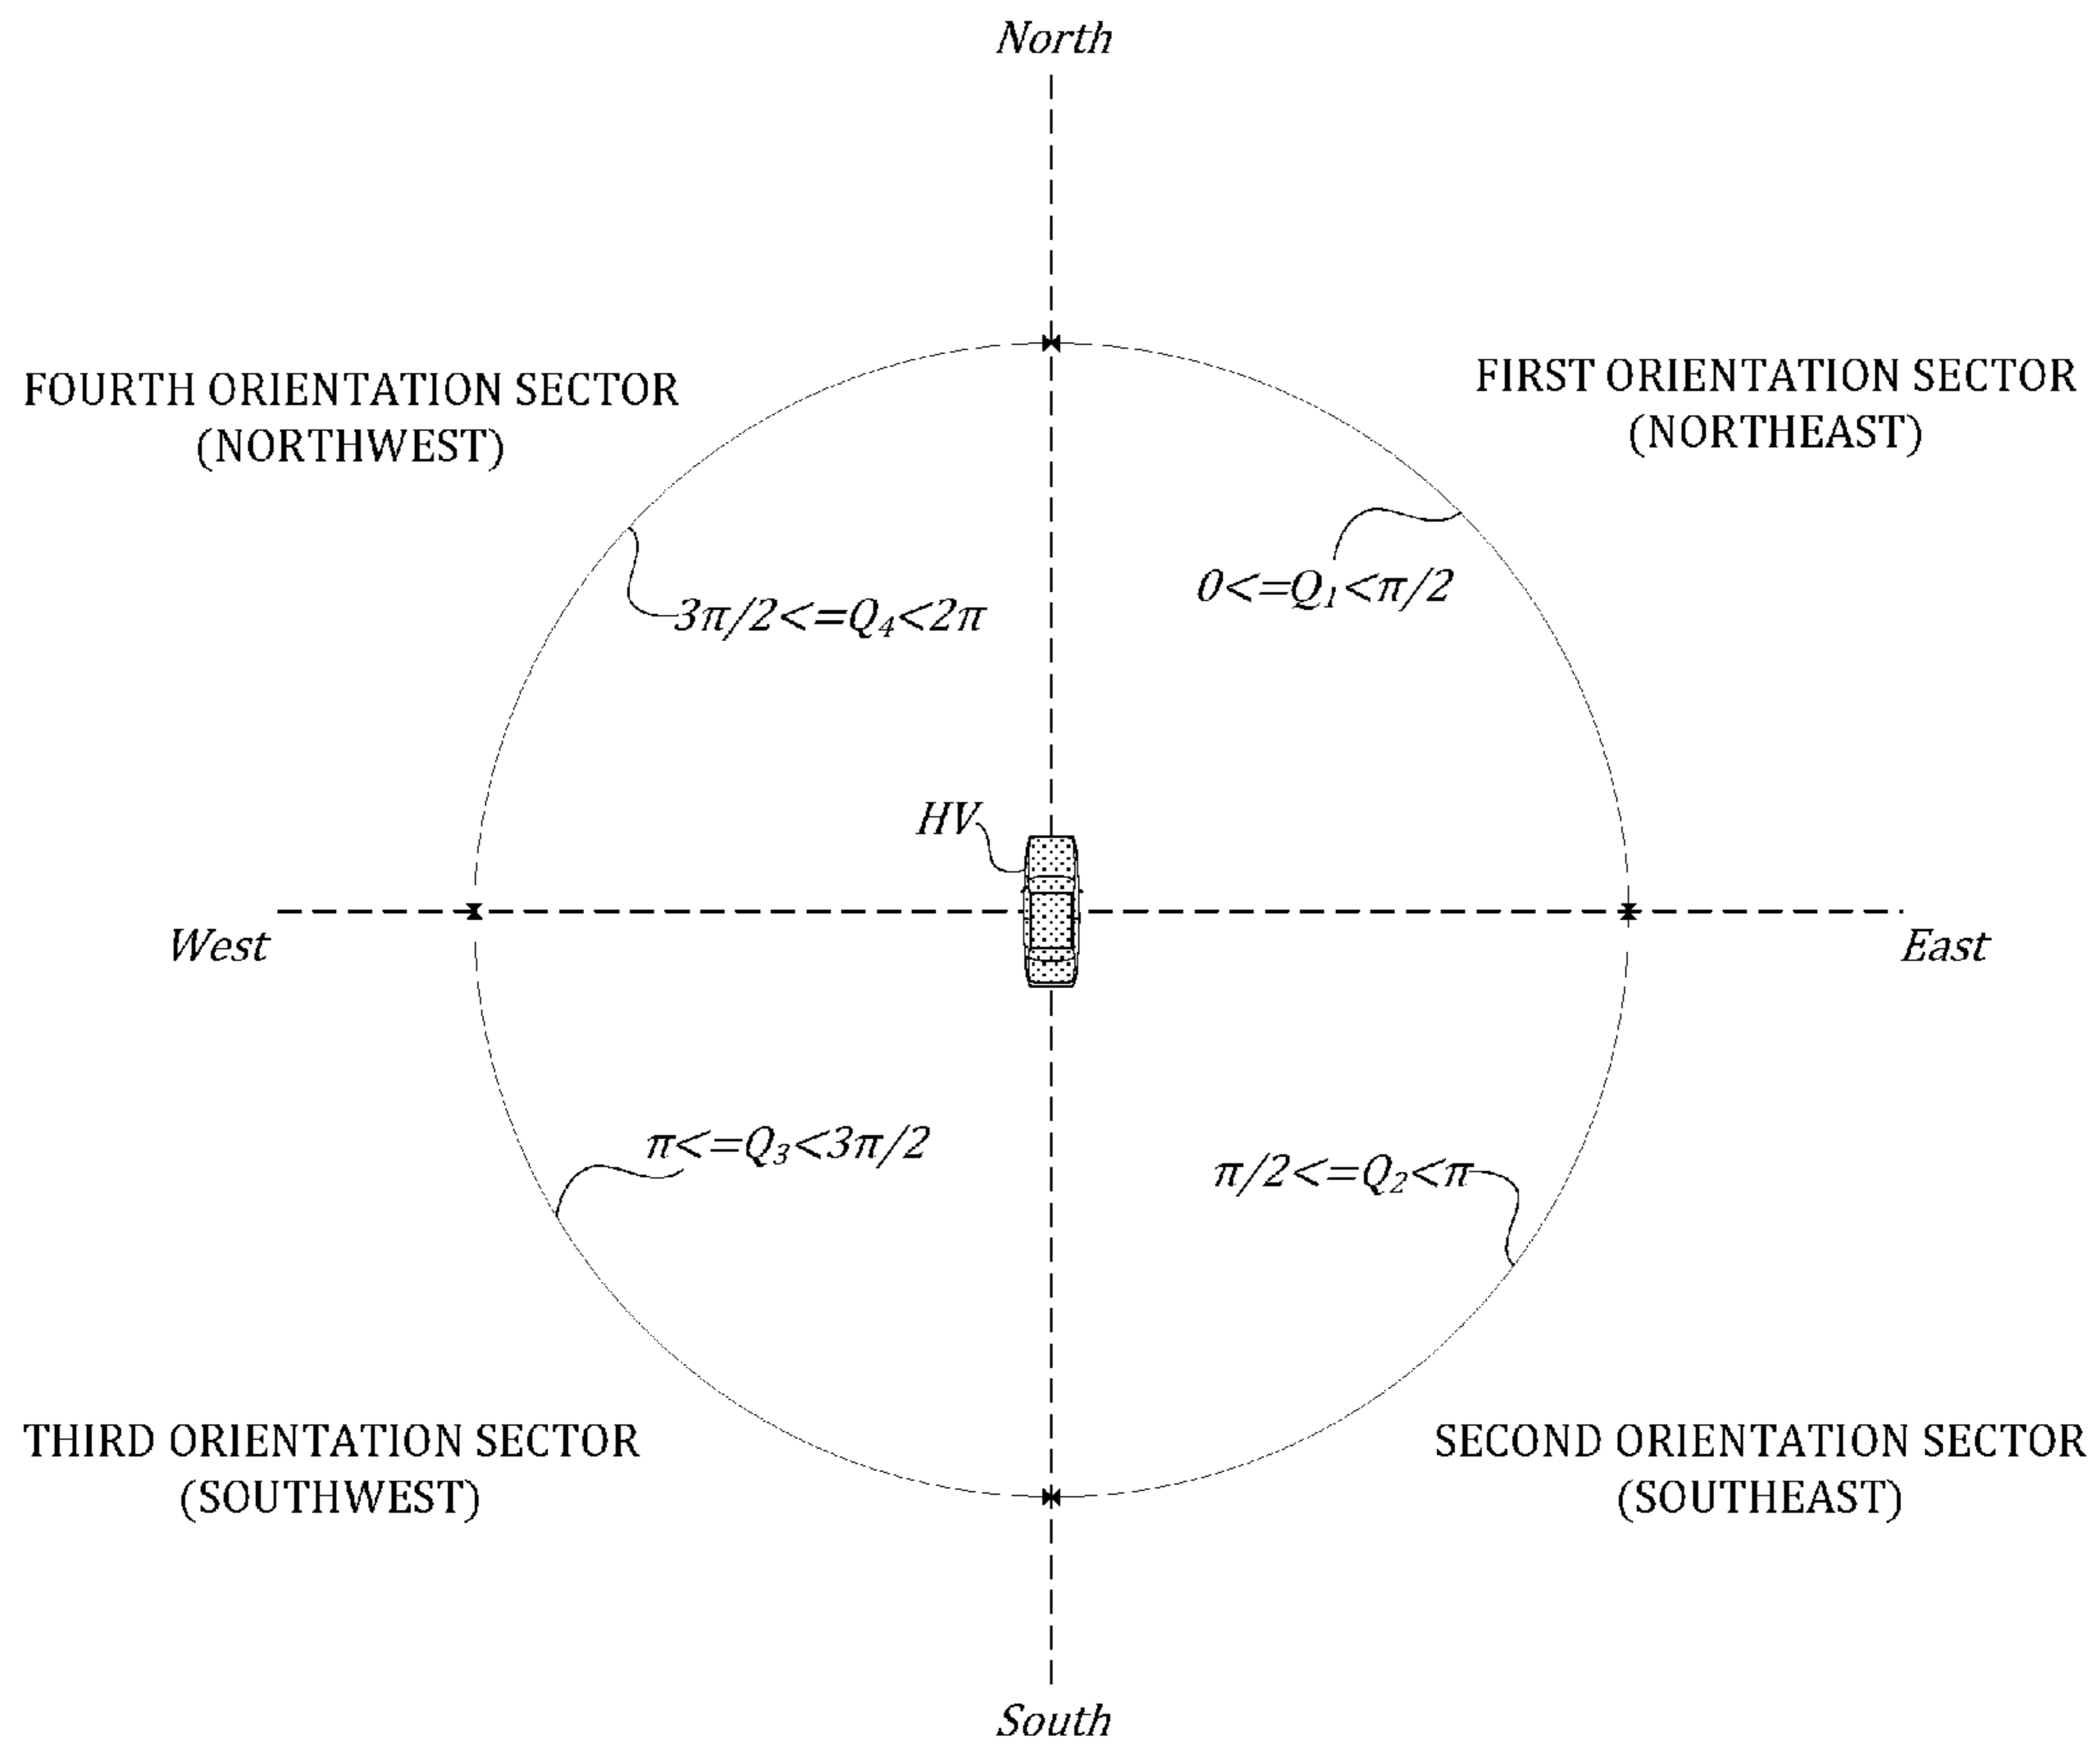 North
FOURTH ORIENTATION SECTOR
(NORTHWEST)
FIRST ORIENTATION SECTOR
(NORTHEAST)
0<=Q₁<π/2
3π/2<=Q₄<2π
HV
West
East
π<=Q₃<3π/2
π/2<=Q₂<π
THIRD ORIENTATION SECTOR
(SOUTHWEST)
SECOND ORIENTATION SECTOR
(SOUTHEAST)
South